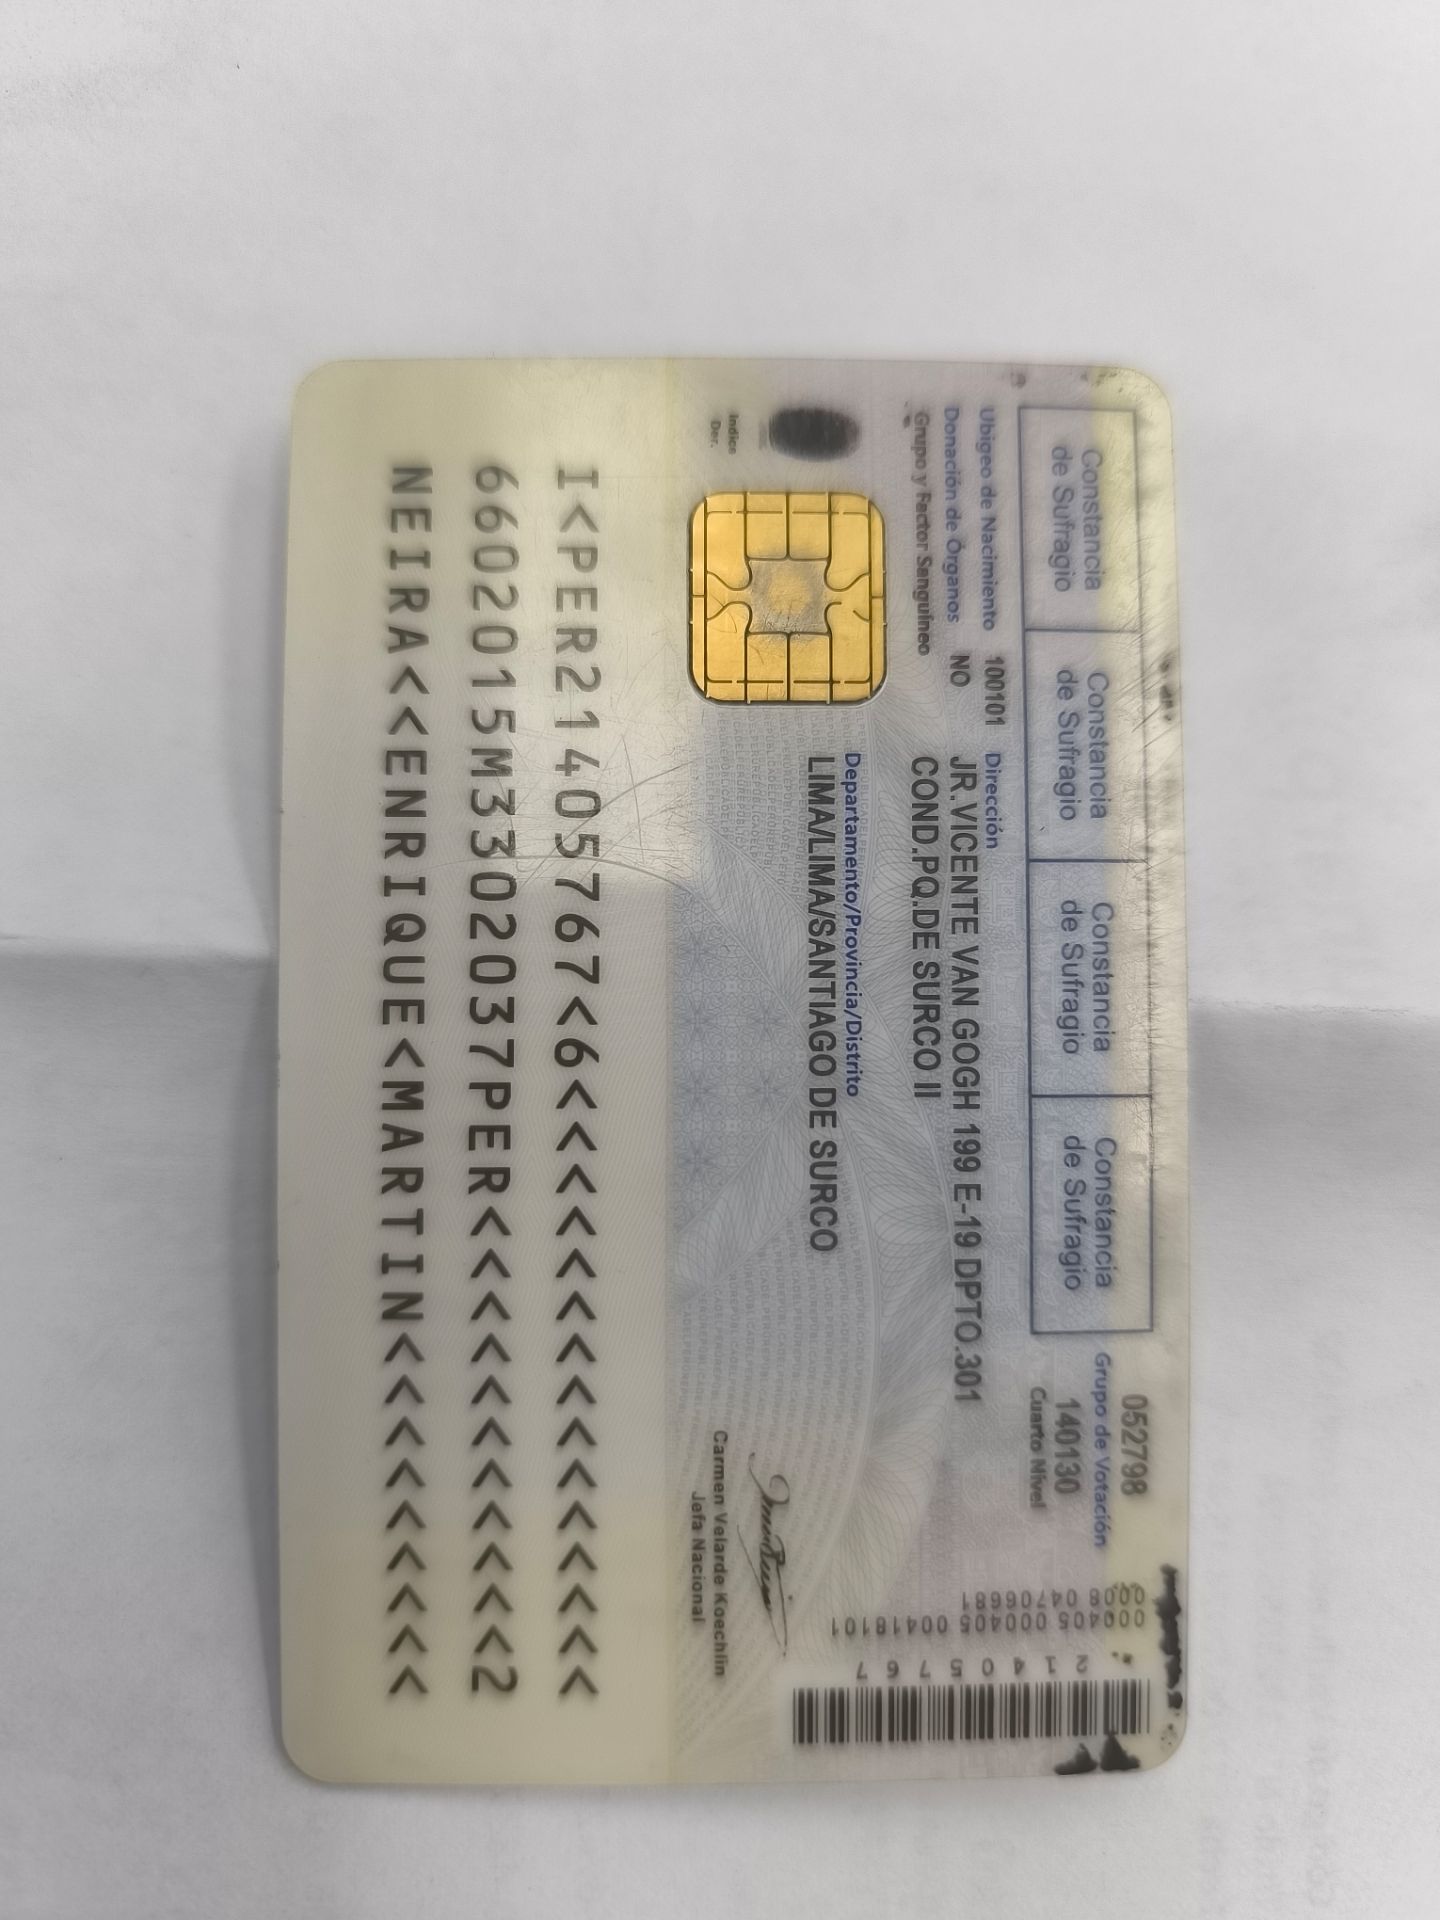 Constancia
de Sufragio
Constancia
de Sufragio
Constancia
de Sufragio
Constancia
de Sufragio
052798
Grupo de Votación
140130
Cuarto Nivel
Ubigeo de Nacimiento 100101
Donación de Órganos NO
Grupo y Factor Sanguíneo
Dirección
JR.VICENTE VAN GOGH 199 E-19 DPTO.301
COND.PQ.DE SURCO II
Departamento/Provincia/Distrito
LIMA/LIMA/SANTIAGO DE SURCO
Indice
Der.
Carmen Velarde Koechlin
Jefa Nacional
21405767
I<PER21405767<6<<<<<<<<<<<<<<<
6602015M3302037PER<<<<<<<<<<<2
NEIRA<<ENRIQUE<MARTIN<<<<<<<<<